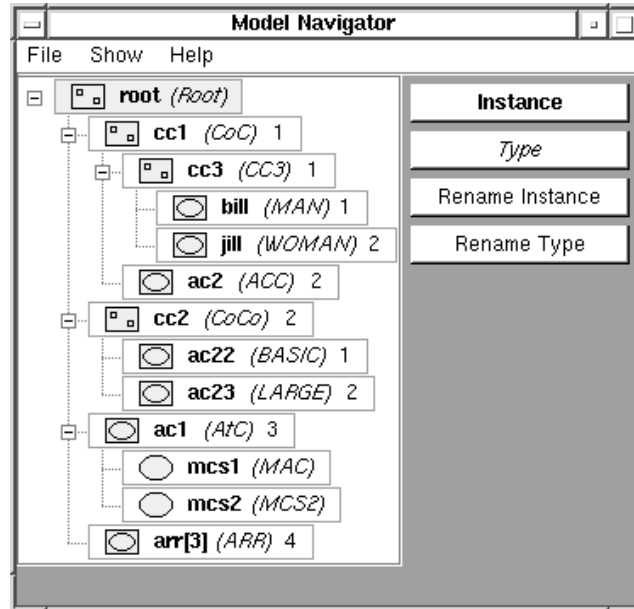 Model Navigator
File Show Help
root (Root)
cc1 (CoC) 1
cc3 (CC3) 1
bill (MAN) 1
jill (WOMAN) 2
ac2 (ACC) 2
cc2 (CoCo) 2
ac22 (BASIC) 1
ac23 (LARGE) 2
ac1 (AtC) 3
mcs1 (MAC)
mcs2 (MCS2)
arr[3] (ARR) 4
Instance
Type
Rename Instance
Rename Type